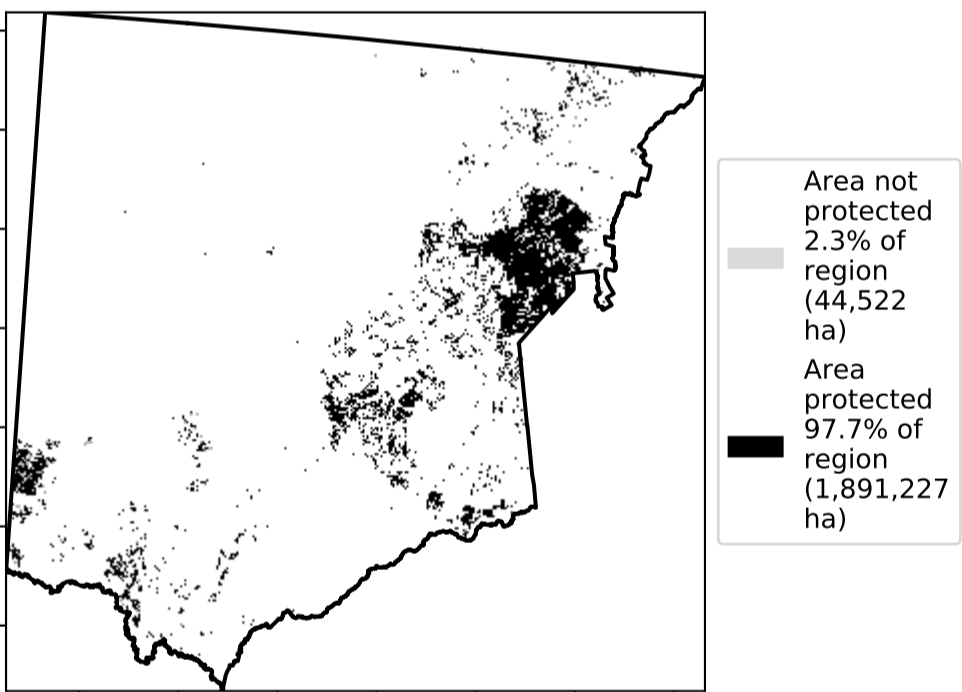 Area not
protected
2.3% of
region
(44,522
ha)
Area
protected
97.7% of
region
(1,891,227
ha)